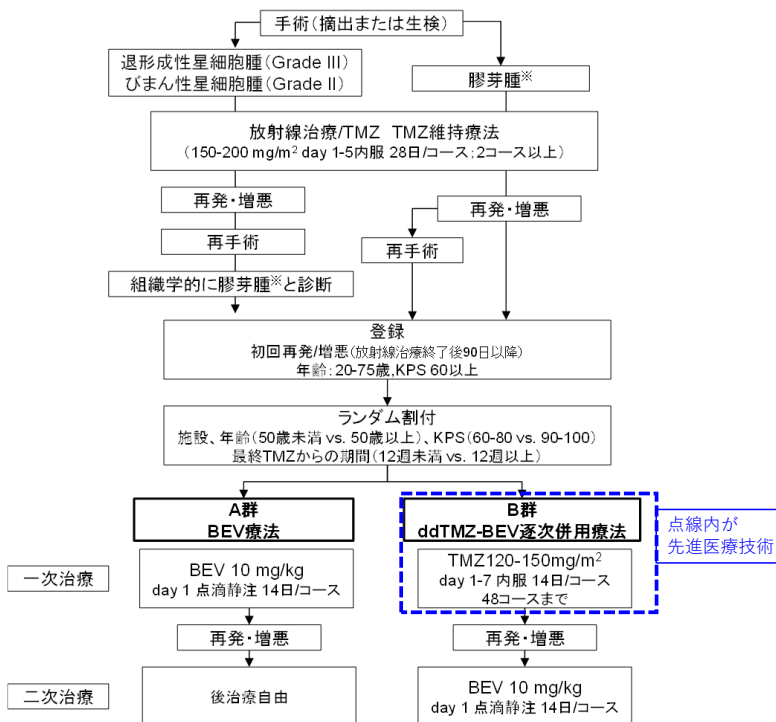 手術(摘出または生検)
退形成性星細胞腫(Grade III)
びまん性星細胞腫(Grade II)
膠芽腫※
放射線治療/TMZ TMZ維持療法
(150-200 mg/m² day 1-5内服 28日/コース;2コース以上)
再発・増悪
再発・増悪
再手術
再手術
組織学的に膠芽腫※と診断
登録
初回再発/増悪(放射線治療終了後90日以降)
年齢:20-75歳,KPS 60以上
ランダム割付
施設、年齢(50歳未満 vs. 50歳以上)、KPS(60-80 vs. 90-100)
最終TMZからの期間(12週未満 vs. 12週以上)
A群
BEV療法
B群
ddTMZ-BEV逐次併用療法
点線内が
先進医療技術
一次治療
BEV 10 mg/kg
day 1 点滴静注 14日/コース
TMZ120-150mg/m²
day 1-7 内服 14日/コース
48コースまで
再発・増悪
再発・増悪
二次治療
後治療自由
BEV 10 mg/kg
day 1 点滴静注 14日/コース